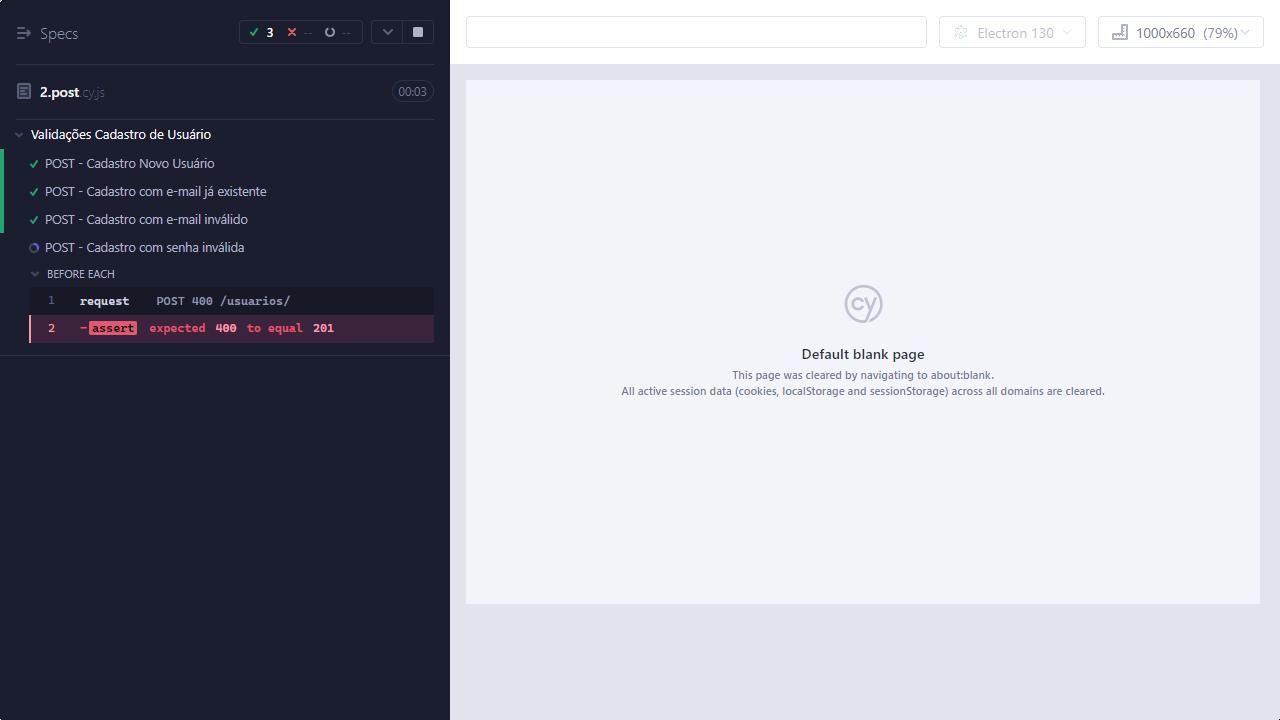 Specs
3 -- --
2.post.cy.js
00:03
Validações Cadastro de Usuário
POST - Cadastro Novo Usuário
POST - Cadastro com e-mail já existente
POST - Cadastro com e-mail inválido
POST - Cadastro com senha inválida
BEFORE EACH
1 request POST 400 /usuarios/
2 -assert expected 400 to equal 201
Electron 130
1000x660 (79%)
cy
Default blank page
This page was cleared by navigating to about:blank.
All active session data (cookies, localStorage and sessionStorage) across all domains are cleared.